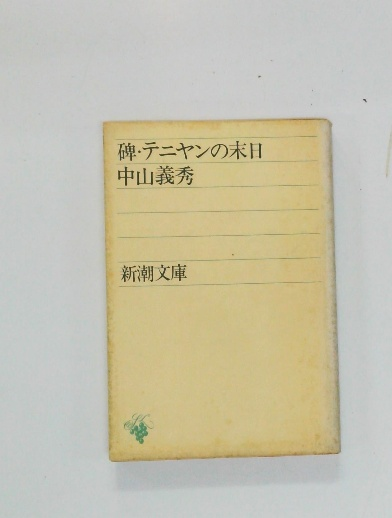 碑・テニヤンの末日
中山義秀
新潮文庫